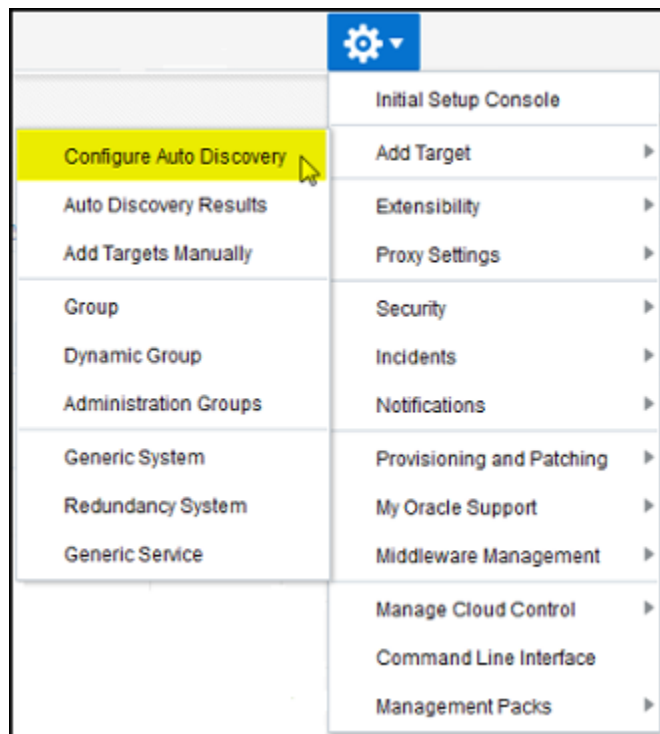 Initial Setup Console
Add Target
Extensibility
Proxy Settings
Security
Incidents
Notifications
Provisioning and Patching
My Oracle Support
Middleware Management
Manage Cloud Control
Command Line Interface
Management Packs
Configure Auto Discovery
Auto Discovery Results
Add Targets Manually
Group
Dynamic Group
Administration Groups
Generic System
Redundancy System
Generic Service